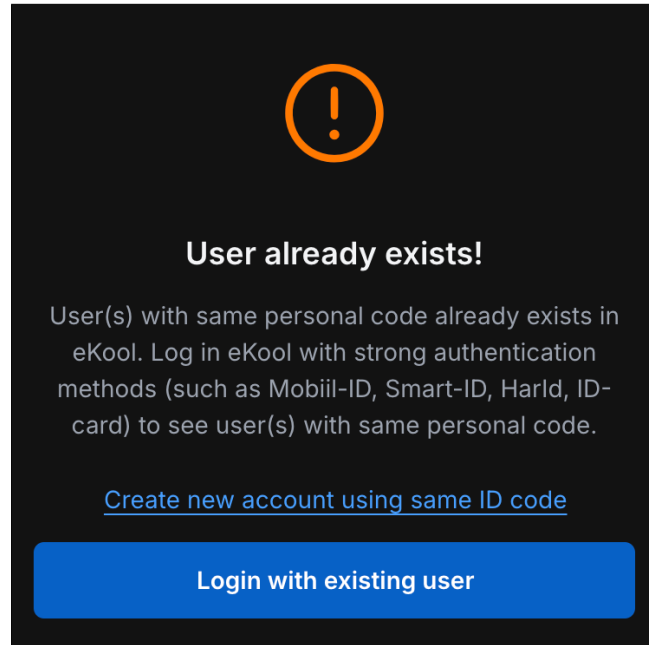 User already exists!
User(s) with same personal code already exists in
eKool. Log in eKool with strong authentication
methods (such as Mobiil-ID, Smart-ID, HarId, ID-
card) to see user(s) with same personal code.
Create new account using same ID code
Login with existing user